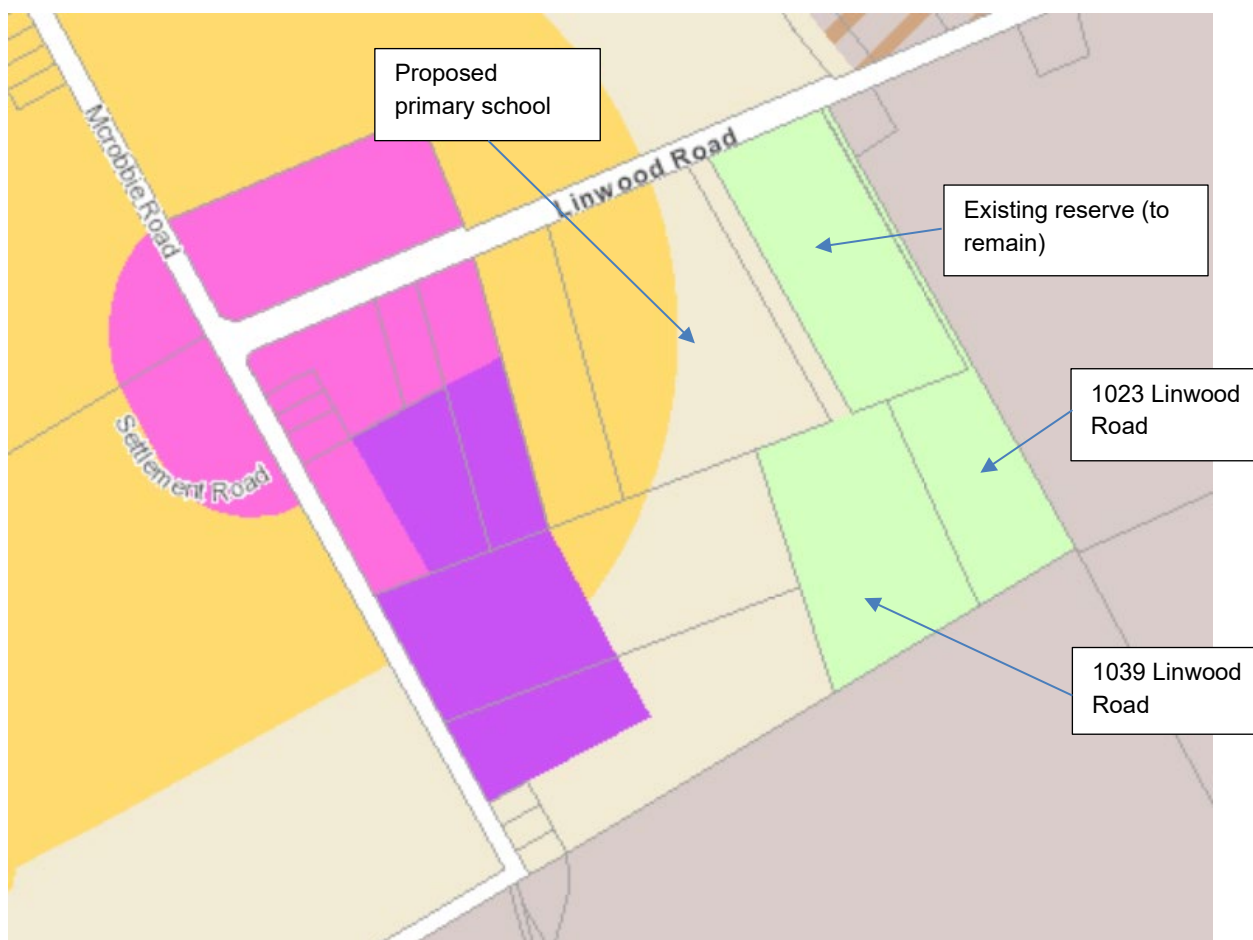 Proposed
primary school
Mcrobbie Road
Linwood Road
Existing reserve (to
remain)
1023 Linwood
Road
Settlement Road
1039 Linwood
Road